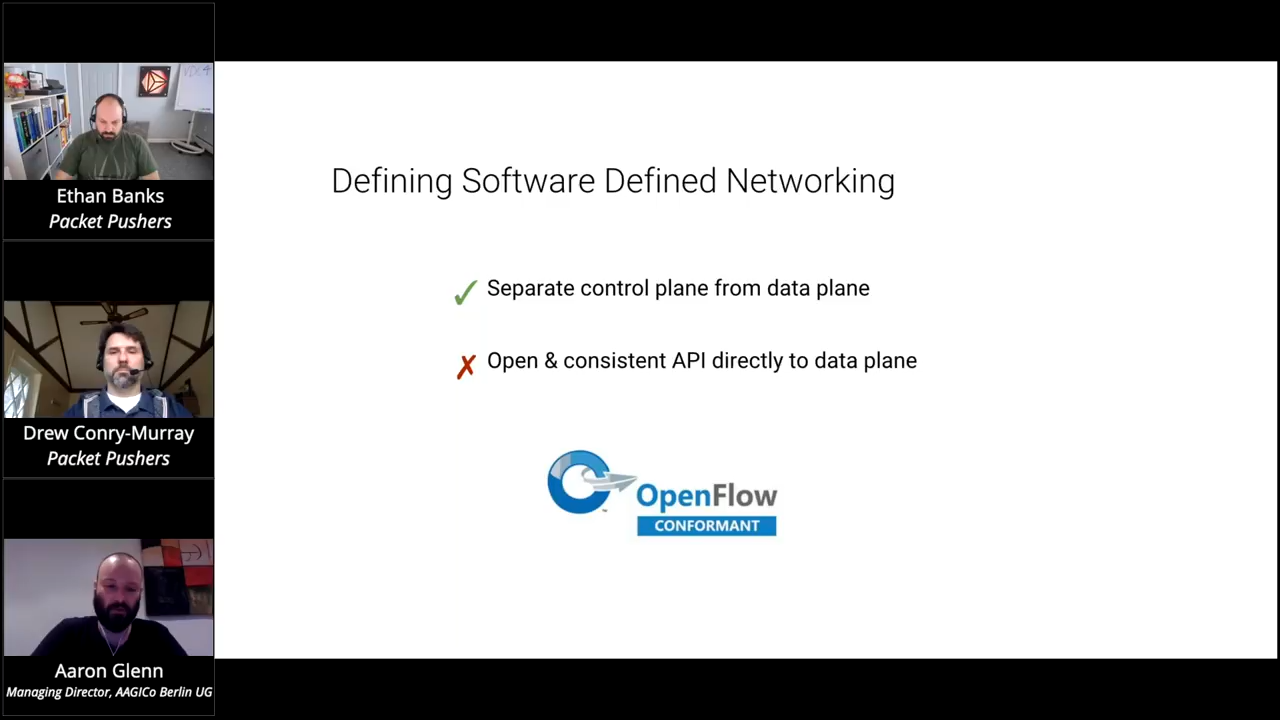 Ethan Banks
Packet Pushers
Drew Conry-Murray
Packet Pushers
Aaron Glenn
Managing Director, AAGICo Berlin UG
Defining Software Defined Networking
✓ Separate control plane from data plane
✗ Open & consistent API directly to data plane
OpenFlow
CONFORMANT